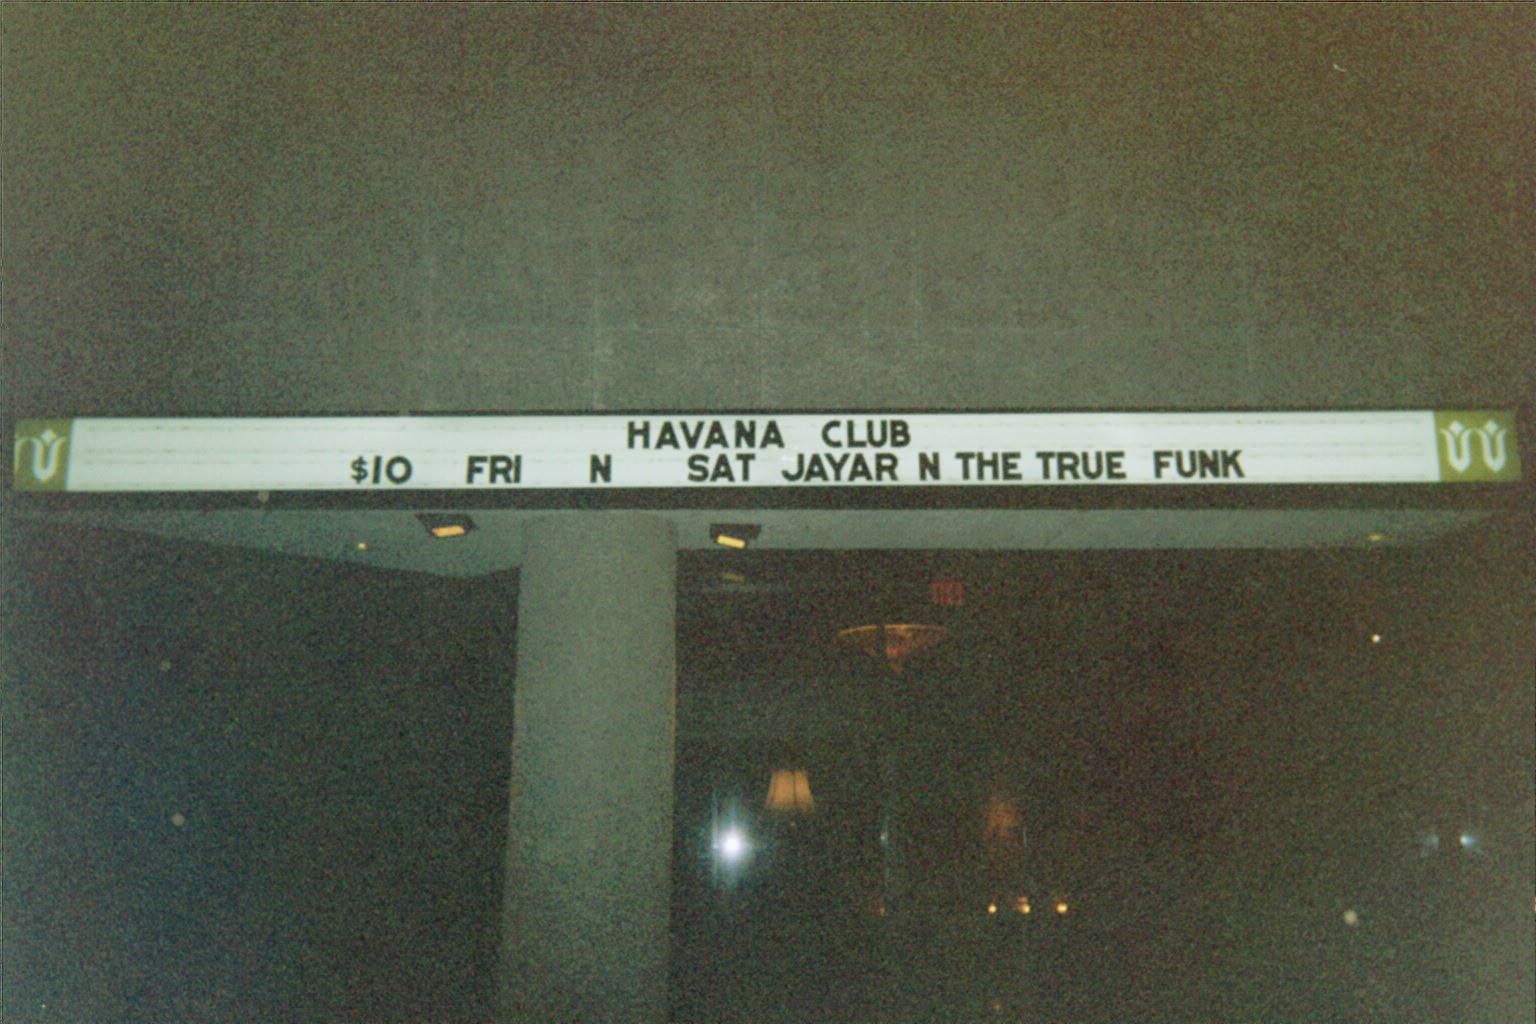 HAVANA CLUB
$10 FRI N SAT JAYAR N THE TRUE FUNK